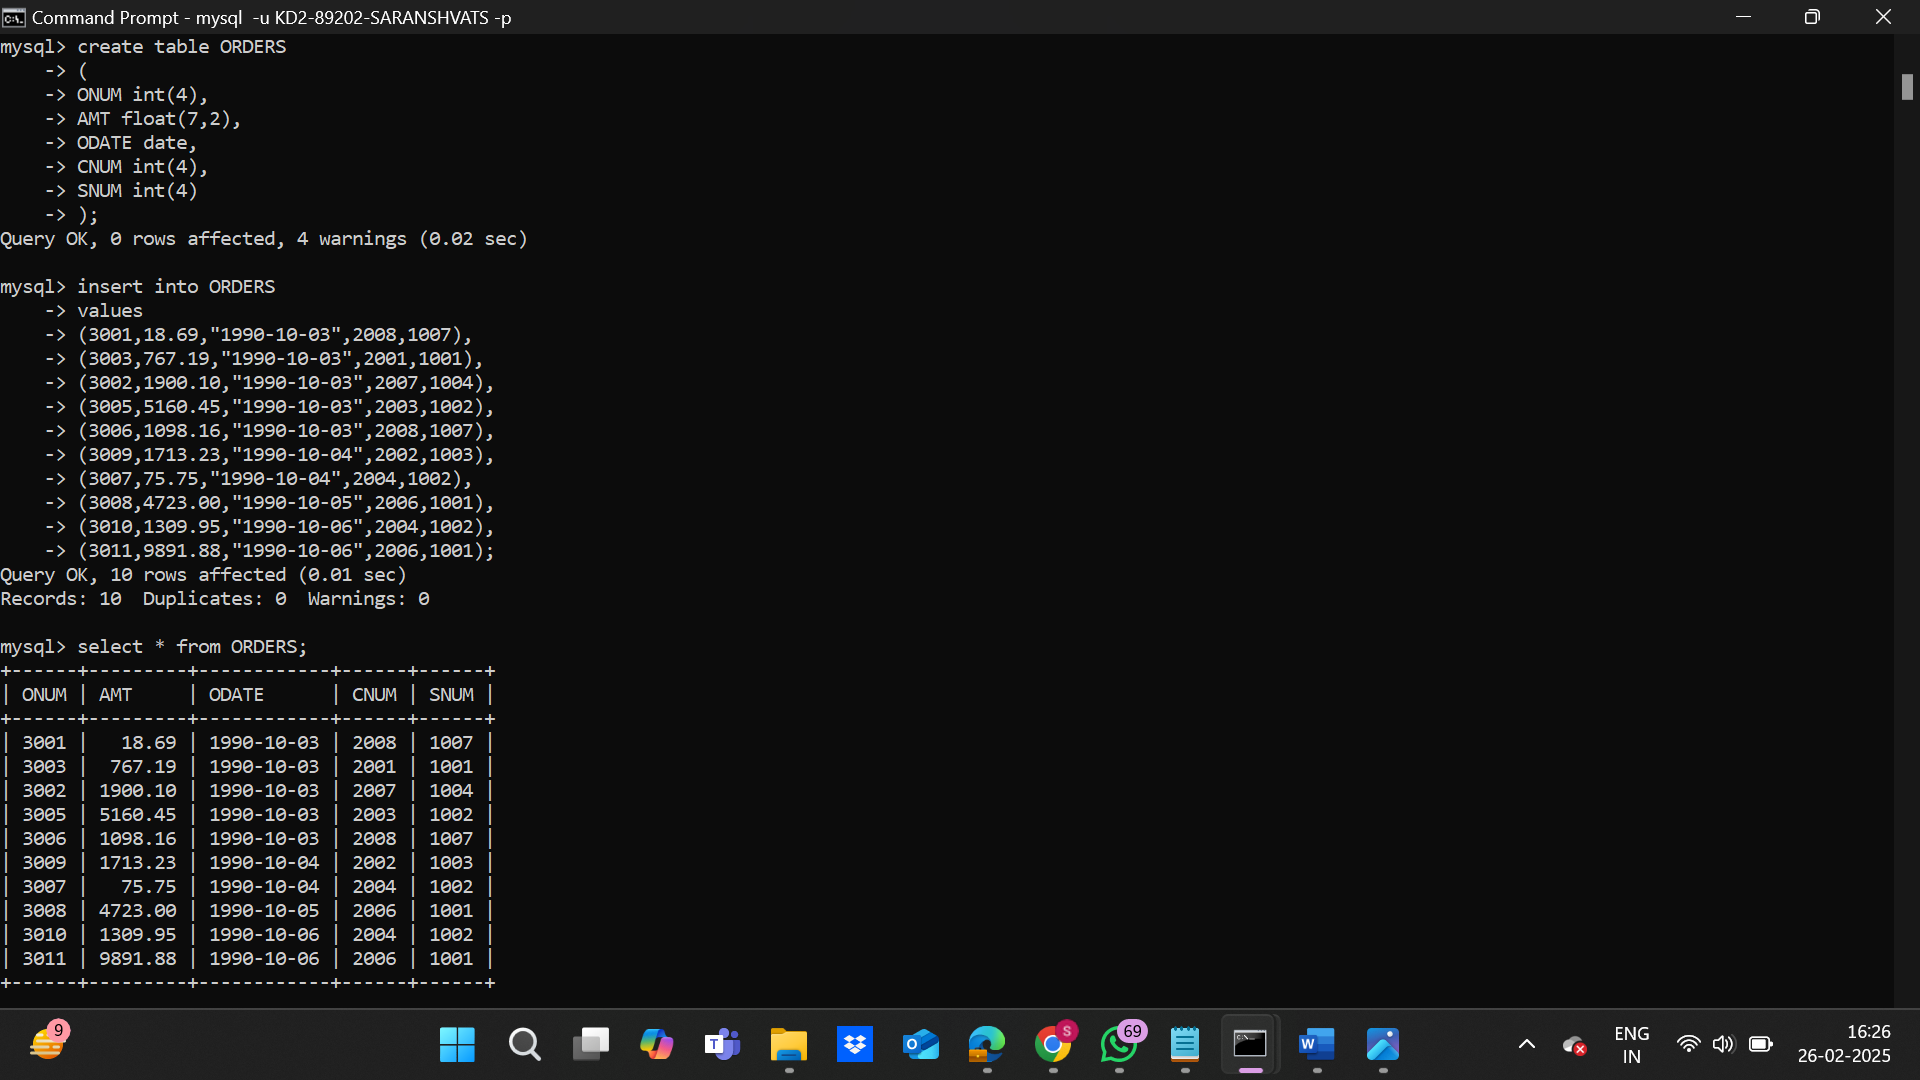 Command Prompt - mysql  -u KD2-89202-SARANSHVATS -p
mysql> create table ORDERS
    -> (
    -> ONUM int(4),
    -> AMT float(7,2),
    -> ODATE date,
    -> CNUM int(4),
    -> SNUM int(4)
    -> );
Query OK, 0 rows affected, 4 warnings (0.02 sec)
mysql> insert into ORDERS
    -> values
    -> (3001,18.69,"1990-10-03",2008,1007),
    -> (3003,767.19,"1990-10-03",2001,1001),
    -> (3002,1900.10,"1990-10-03",2007,1004),
    -> (3005,5160.45,"1990-10-03",2003,1002),
    -> (3006,1098.16,"1990-10-03",2008,1007),
    -> (3009,1713.23,"1990-10-04",2002,1003),
    -> (3007,75.75,"1990-10-04",2004,1002),
    -> (3008,4723.00,"1990-10-05",2006,1001),
    -> (3010,1309.95,"1990-10-06",2004,1002),
    -> (3011,9891.88,"1990-10-06",2006,1001);
Query OK, 10 rows affected (0.01 sec)
Records: 10  Duplicates: 0  Warnings: 0
mysql> select * from ORDERS;
+------+---------+------------+------+------+
| ONUM | AMT     | ODATE      | CNUM | SNUM |
+------+---------+------------+------+------+
| 3001 |   18.69 | 1990-10-03 | 2008 | 1007 |
| 3003 |  767.19 | 1990-10-03 | 2001 | 1001 |
| 3002 | 1900.10 | 1990-10-03 | 2007 | 1004 |
| 3005 | 5160.45 | 1990-10-03 | 2003 | 1002 |
| 3006 | 1098.16 | 1990-10-03 | 2008 | 1007 |
| 3009 | 1713.23 | 1990-10-04 | 2002 | 1003 |
| 3007 |   75.75 | 1990-10-04 | 2004 | 1002 |
| 3008 | 4723.00 | 1990-10-05 | 2006 | 1001 |
| 3010 | 1309.95 | 1990-10-06 | 2004 | 1002 |
| 3011 | 9891.88 | 1990-10-06 | 2006 | 1001 |
+------+---------+------------+------+------+
9
S
69
ENG
IN
16:26
26-02-2025